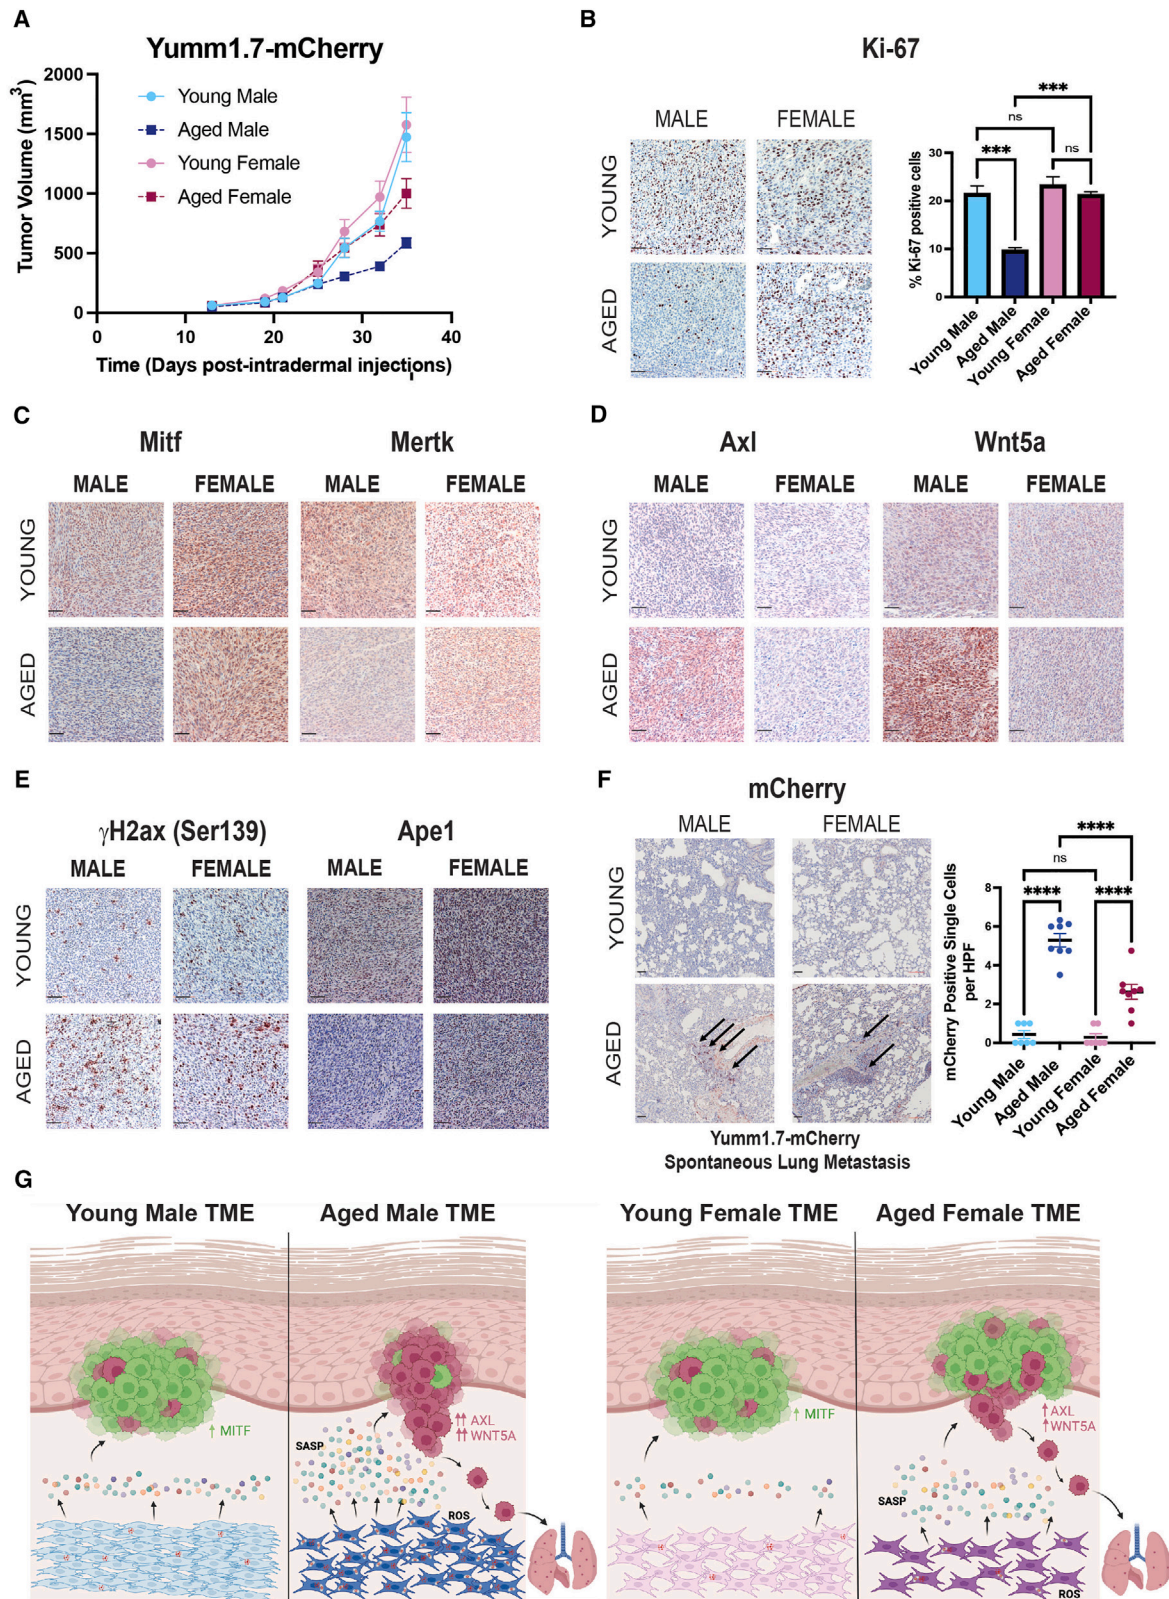 A
Yumm1.7-mCherry
Tumor Volume (mm3)
2000
1500
1000
500
0
0
10
20
30
40
Young Male
Aged Male
Young Female
Aged Female
Time (Days post-intradermal injections)
B
Ki-67
MALE
FEMALE
YOUNG
AGED
***
ns
***
ns
% Ki-67 positive cells
30
20
10
0
Young Male
Aged Male
Young Female
Aged Female
C
Mitf
Mertk
MALE
FEMALE
MALE
FEMALE
YOUNG
AGED
D
Axl
Wnt5a
MALE
FEMALE
MALE
FEMALE
YOUNG
AGED
E
γH2ax (Ser139)
Ape1
MALE
FEMALE
MALE
FEMALE
YOUNG
AGED
F
mCherry
MALE
FEMALE
YOUNG
AGED
Yumm1.7-mCherry
Spontaneous Lung Metastasis
****
ns
****
****
mCherry Positive Single Cells
per HPF
8
6
4
2
0
Young Male
Aged Male
Young Female
Aged Female
G
Young Male TME
Aged Male TME
Young Female TME
Aged Female TME
↑ MITF
↑↑ AXL
↑↑ WNT5A
SASP
ROS
↑ MITF
↑ AXL
↑ WNT5A
SASP
ROS